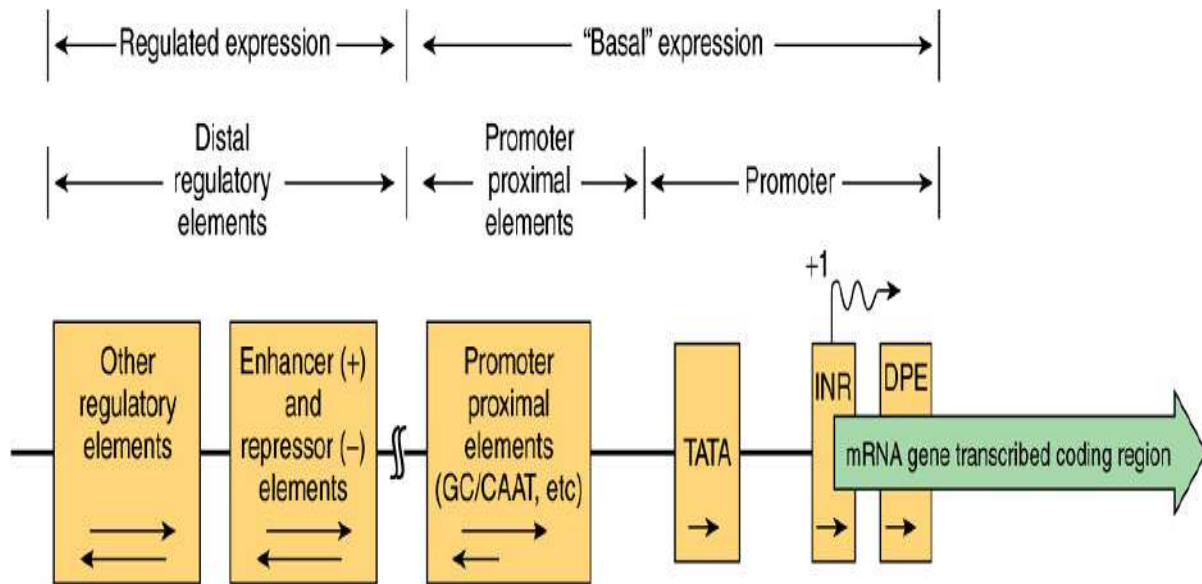 Regulated expression
“Basal” expression
Distal
regulatory
elements
Promoter
proximal
elements
Promoter
+1
Other
regulatory
elements
Enhancer (+)
and
repressor (−)
elements
Promoter
proximal
elements
(GC/CAAT, etc)
TATA
INR
DPE
mRNA gene transcribed coding region